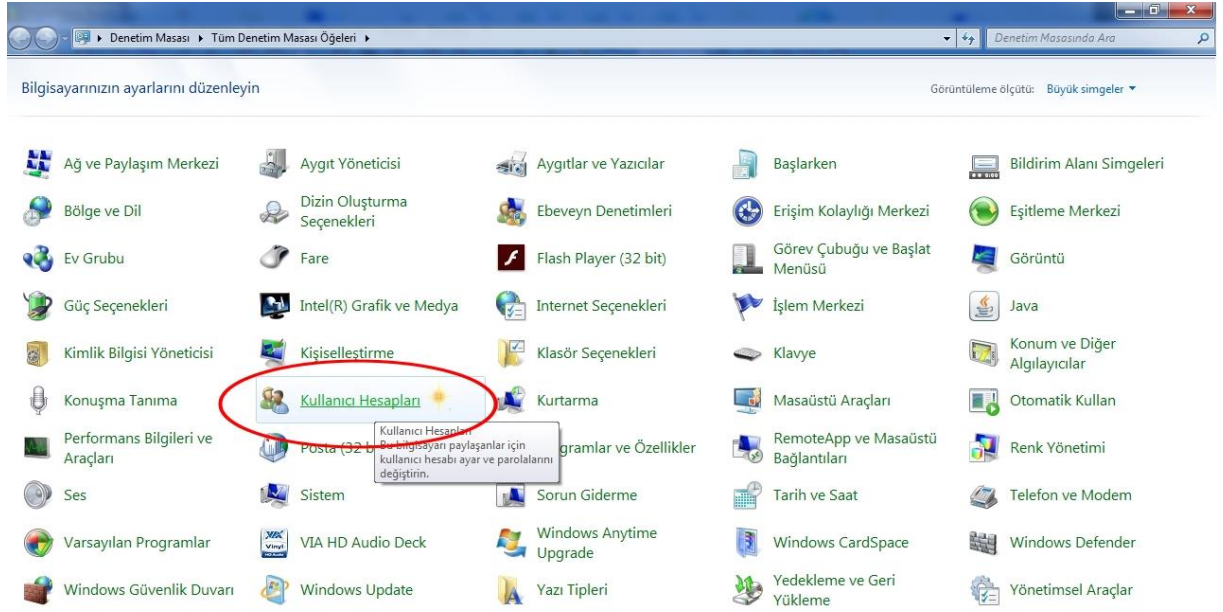 Denetim Masası ▸ Tüm Denetim Masası Öğeleri ▸
Denetim Masasında Ara
Bilgisayarınızın ayarlarını düzenleyin
Görüntüleme ölçütü: Büyük simgeler
Ağ ve Paylaşım Merkezi
Aygıt Yöneticisi
Aygıtlar ve Yazıcılar
Başlarken
Bildirim Alanı Simgeleri
Bölge ve Dil
Dizin Oluşturma
Seçenekleri
Ebeveyn Denetimleri
Erişim Kolaylığı Merkezi
Eşitleme Merkezi
Ev Grubu
Fare
Flash Player (32 bit)
Görev Çubuğu ve Başlat
Menüsü
Görüntü
Güç Seçenekleri
Intel(R) Grafik ve Medya
Internet Seçenekleri
İşlem Merkezi
Java
Kimlik Bilgisi Yöneticisi
Kişiselleştirme
Klasör Seçenekleri
Klavye
Konum ve Diğer
Algılayıcılar
Konuşma Tanıma
Kullanıcı Hesapları
Kurtarma
Masaüstü Araçları
Otomatik Kullan
Kullanıcı Hesapları
Bu bilgisayarı paylaşanlar için
kullanıcı hesabı ayar ve parolalarını
değiştirin.
Performans Bilgileri ve
Araçları
Posta (32 b
gramlar ve Özellikler
RemoteApp ve Masaüstü
Bağlantıları
Renk Yönetimi
Ses
Sistem
Sorun Giderme
Tarih ve Saat
Telefon ve Modem
Varsayılan Programlar
VIA HD Audio Deck
Windows Anytime
Upgrade
Windows CardSpace
Windows Defender
Windows Güvenlik Duvarı
Windows Update
Yazı Tipleri
Yedekleme ve Geri
Yükleme
Yönetimsel Araçlar